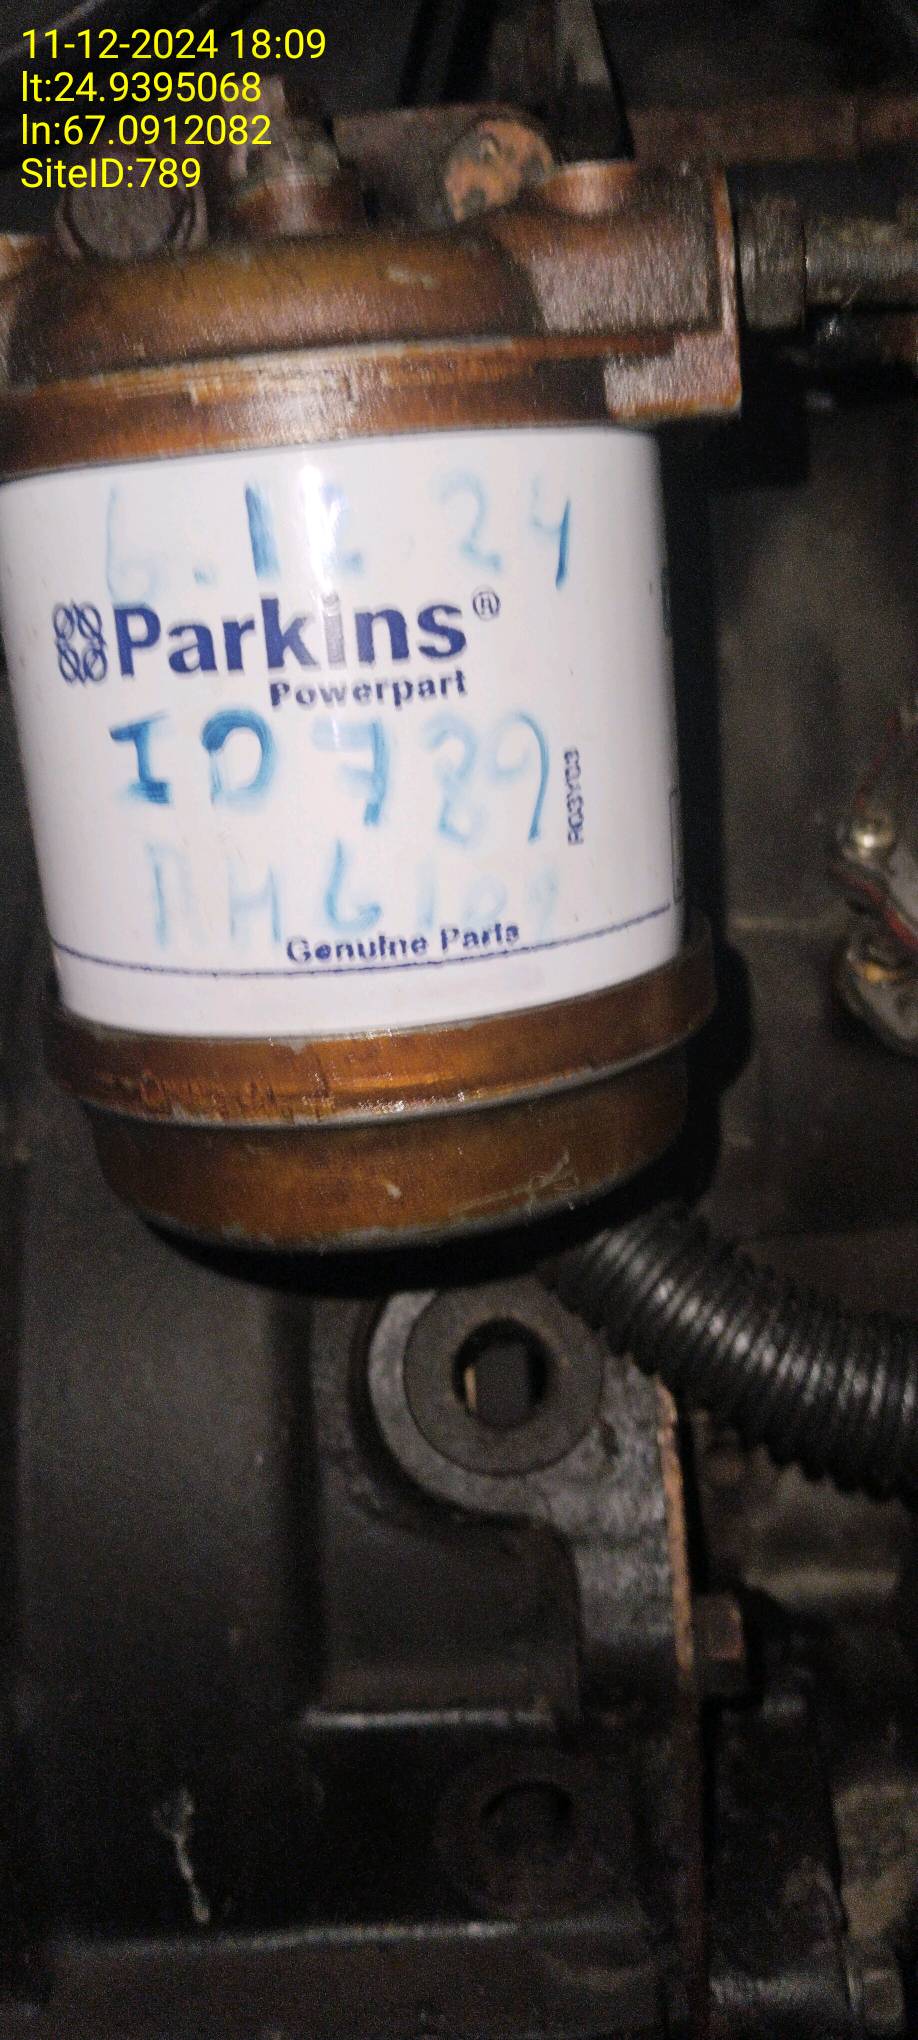 11-12-2024 18:09
lt:24.9395068
ln:67.0912082
SiteID:789
6.12.24
Parkins®
Powerpart
ID 789
Genuine Parts